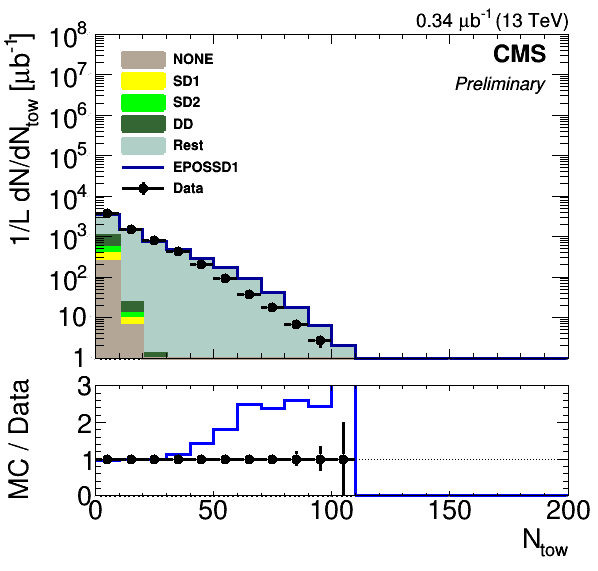 0.34 μb⁻¹ (13 TeV)
1/L dN/dN_tow [μb⁻¹]
10⁸
10⁷
10⁶
10⁵
10⁴
10³
10²
10
1
CMS
Preliminary
NONE
SD1
SD2
DD
Rest
EPOSSD1
Data
MC / Data
3
2
1
0
0 50 100 150 200
N_tow